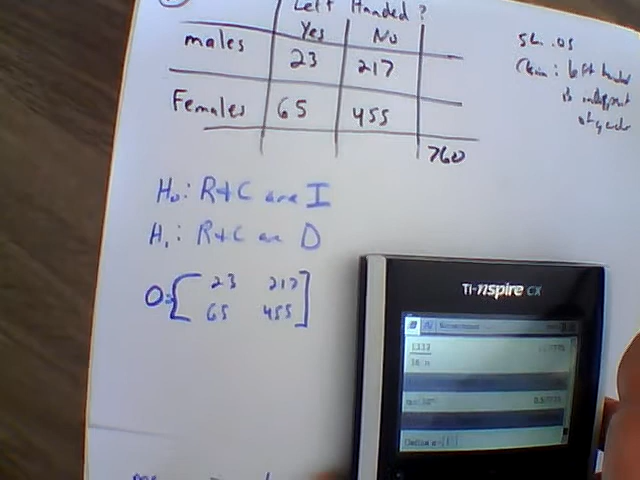 Left Handed?
Yes No
males 23 217
Females 65 455
760
SL .05
Claim: left handed
is indepent
of gender
H₀: R+C are I
H₁: R+C are D
O=[23 217
65 455]
TI-nspire CX